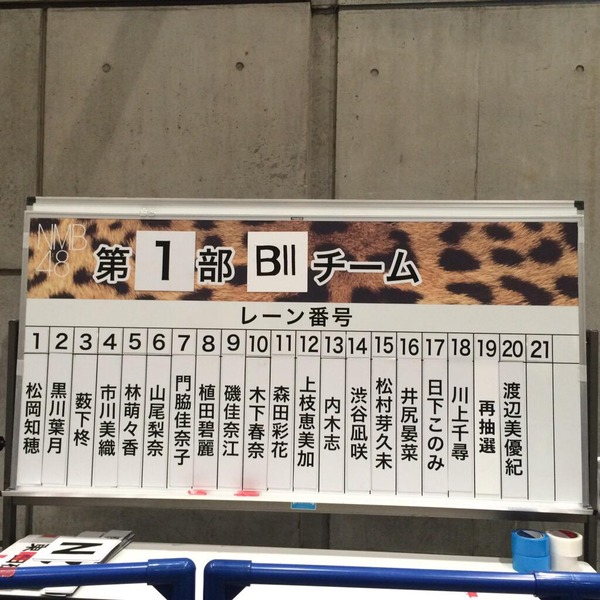 NMB
48
第 1 部 BII チーム
レーン番号
1 2 3 4 5 6 7 8 9 10 11 12 13 14 15 16 17 18 19 20 21
松岡知穂
黒川葉月
薮下柊
市川美織
林萌々香
山尾梨奈
門脇佳奈子
植田碧麗
磯佳奈江
木下春奈
森田彩花
上枝恵美加
内木志
渋谷凪咲
松村芽久未
井尻晏菜
日下このみ
川上千尋
再抽選
渡辺美優紀